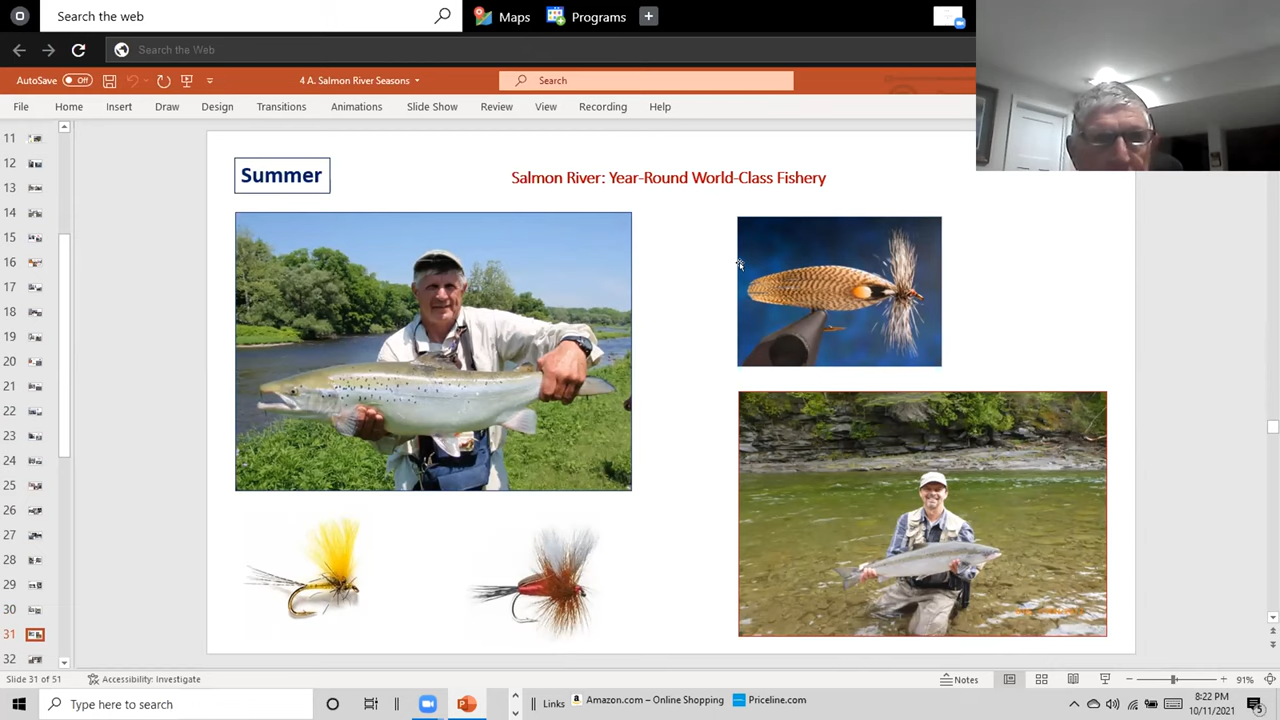 Search the web
Maps
Programs
Search the Web
AutoSave Off
4 A. Salmon River Seasons
Search
File Home Insert Draw Design Transitions Animations Slide Show Review View Recording Help
11
12
13
14
15
16
17
18
19
20
21
22
23
24
25
26
27
28
29
30
31
32
Summer
Salmon River: Year-Round World-Class Fishery
Slide 31 of 51
Accessibility: Investigate
Notes
91%
Type here to search
Links
Amazon.com – Online Shopping
Priceline.com
8:22 PM
10/11/2021
5